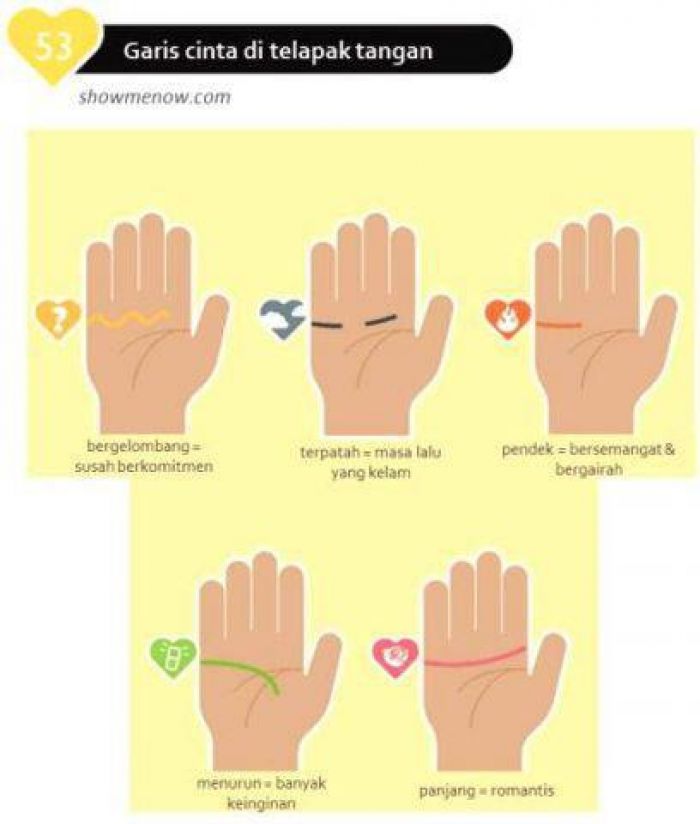 53
Garis cinta di telapak tangan
showmenow.com
bergelombang =
susah berkomitmen
terpatah = masa lalu
yang kelam
pendek = bersemangat &
bergairah
menurun = banyak
keinginan
panjang = romantis